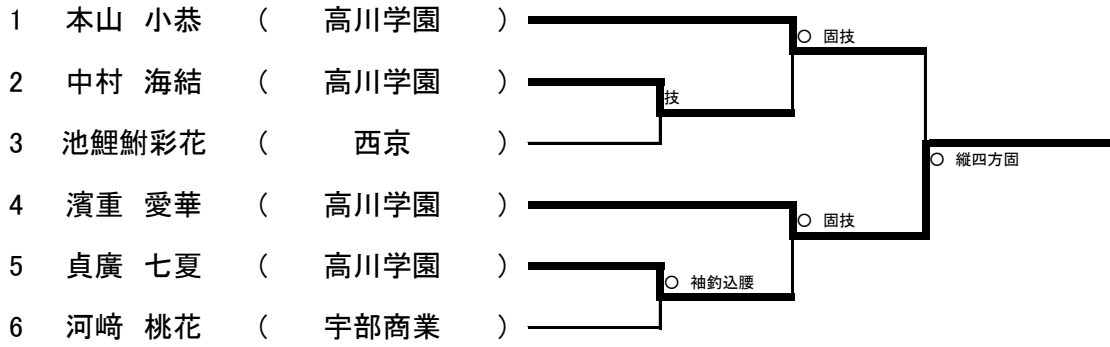 1 本山 小恭 ( 高川学園 )
○ 固技
2 中村 海結 ( 高川学園 )
技
3 池鯉鮒彩花 ( 西京 )
○ 縦四方固
4 濱重 愛華 ( 高川学園 )
○ 固技
5 貞廣 七夏 ( 高川学園 )
○ 袖釣込腰
6 河﨑 桃花 ( 宇部商業 )